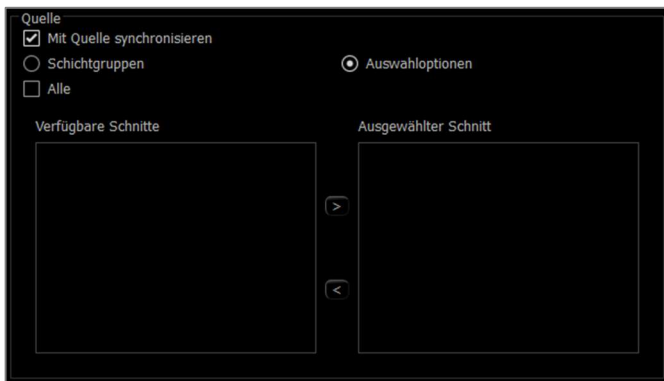 Quelle
Mit Quelle synchronisieren
Schichtgruppen
Auswahloptionen
Alle
Verfügbare Schnitte
Ausgewählter Schnitt
>
<